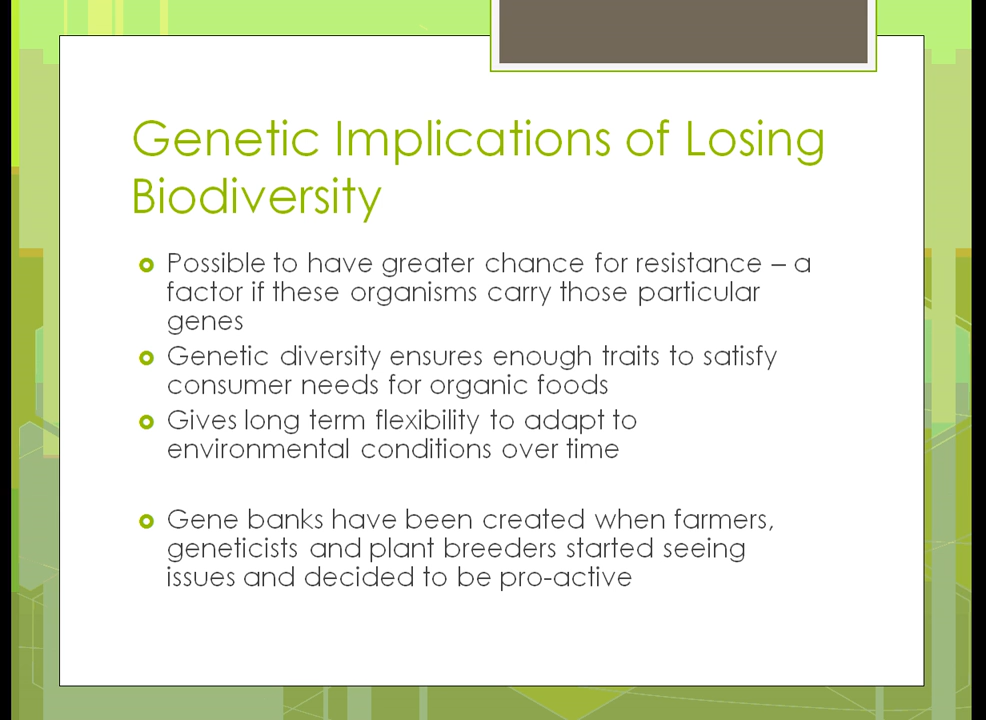 Genetic Implications of Losing
Biodiversity
Possible to have greater chance for resistance – a
factor if these organisms carry those particular
genes
Genetic diversity ensures enough traits to satisfy
consumer needs for organic foods
Gives long term flexibility to adapt to
environmental conditions over time
Gene banks have been created when farmers,
geneticists and plant breeders started seeing
issues and decided to be pro-active